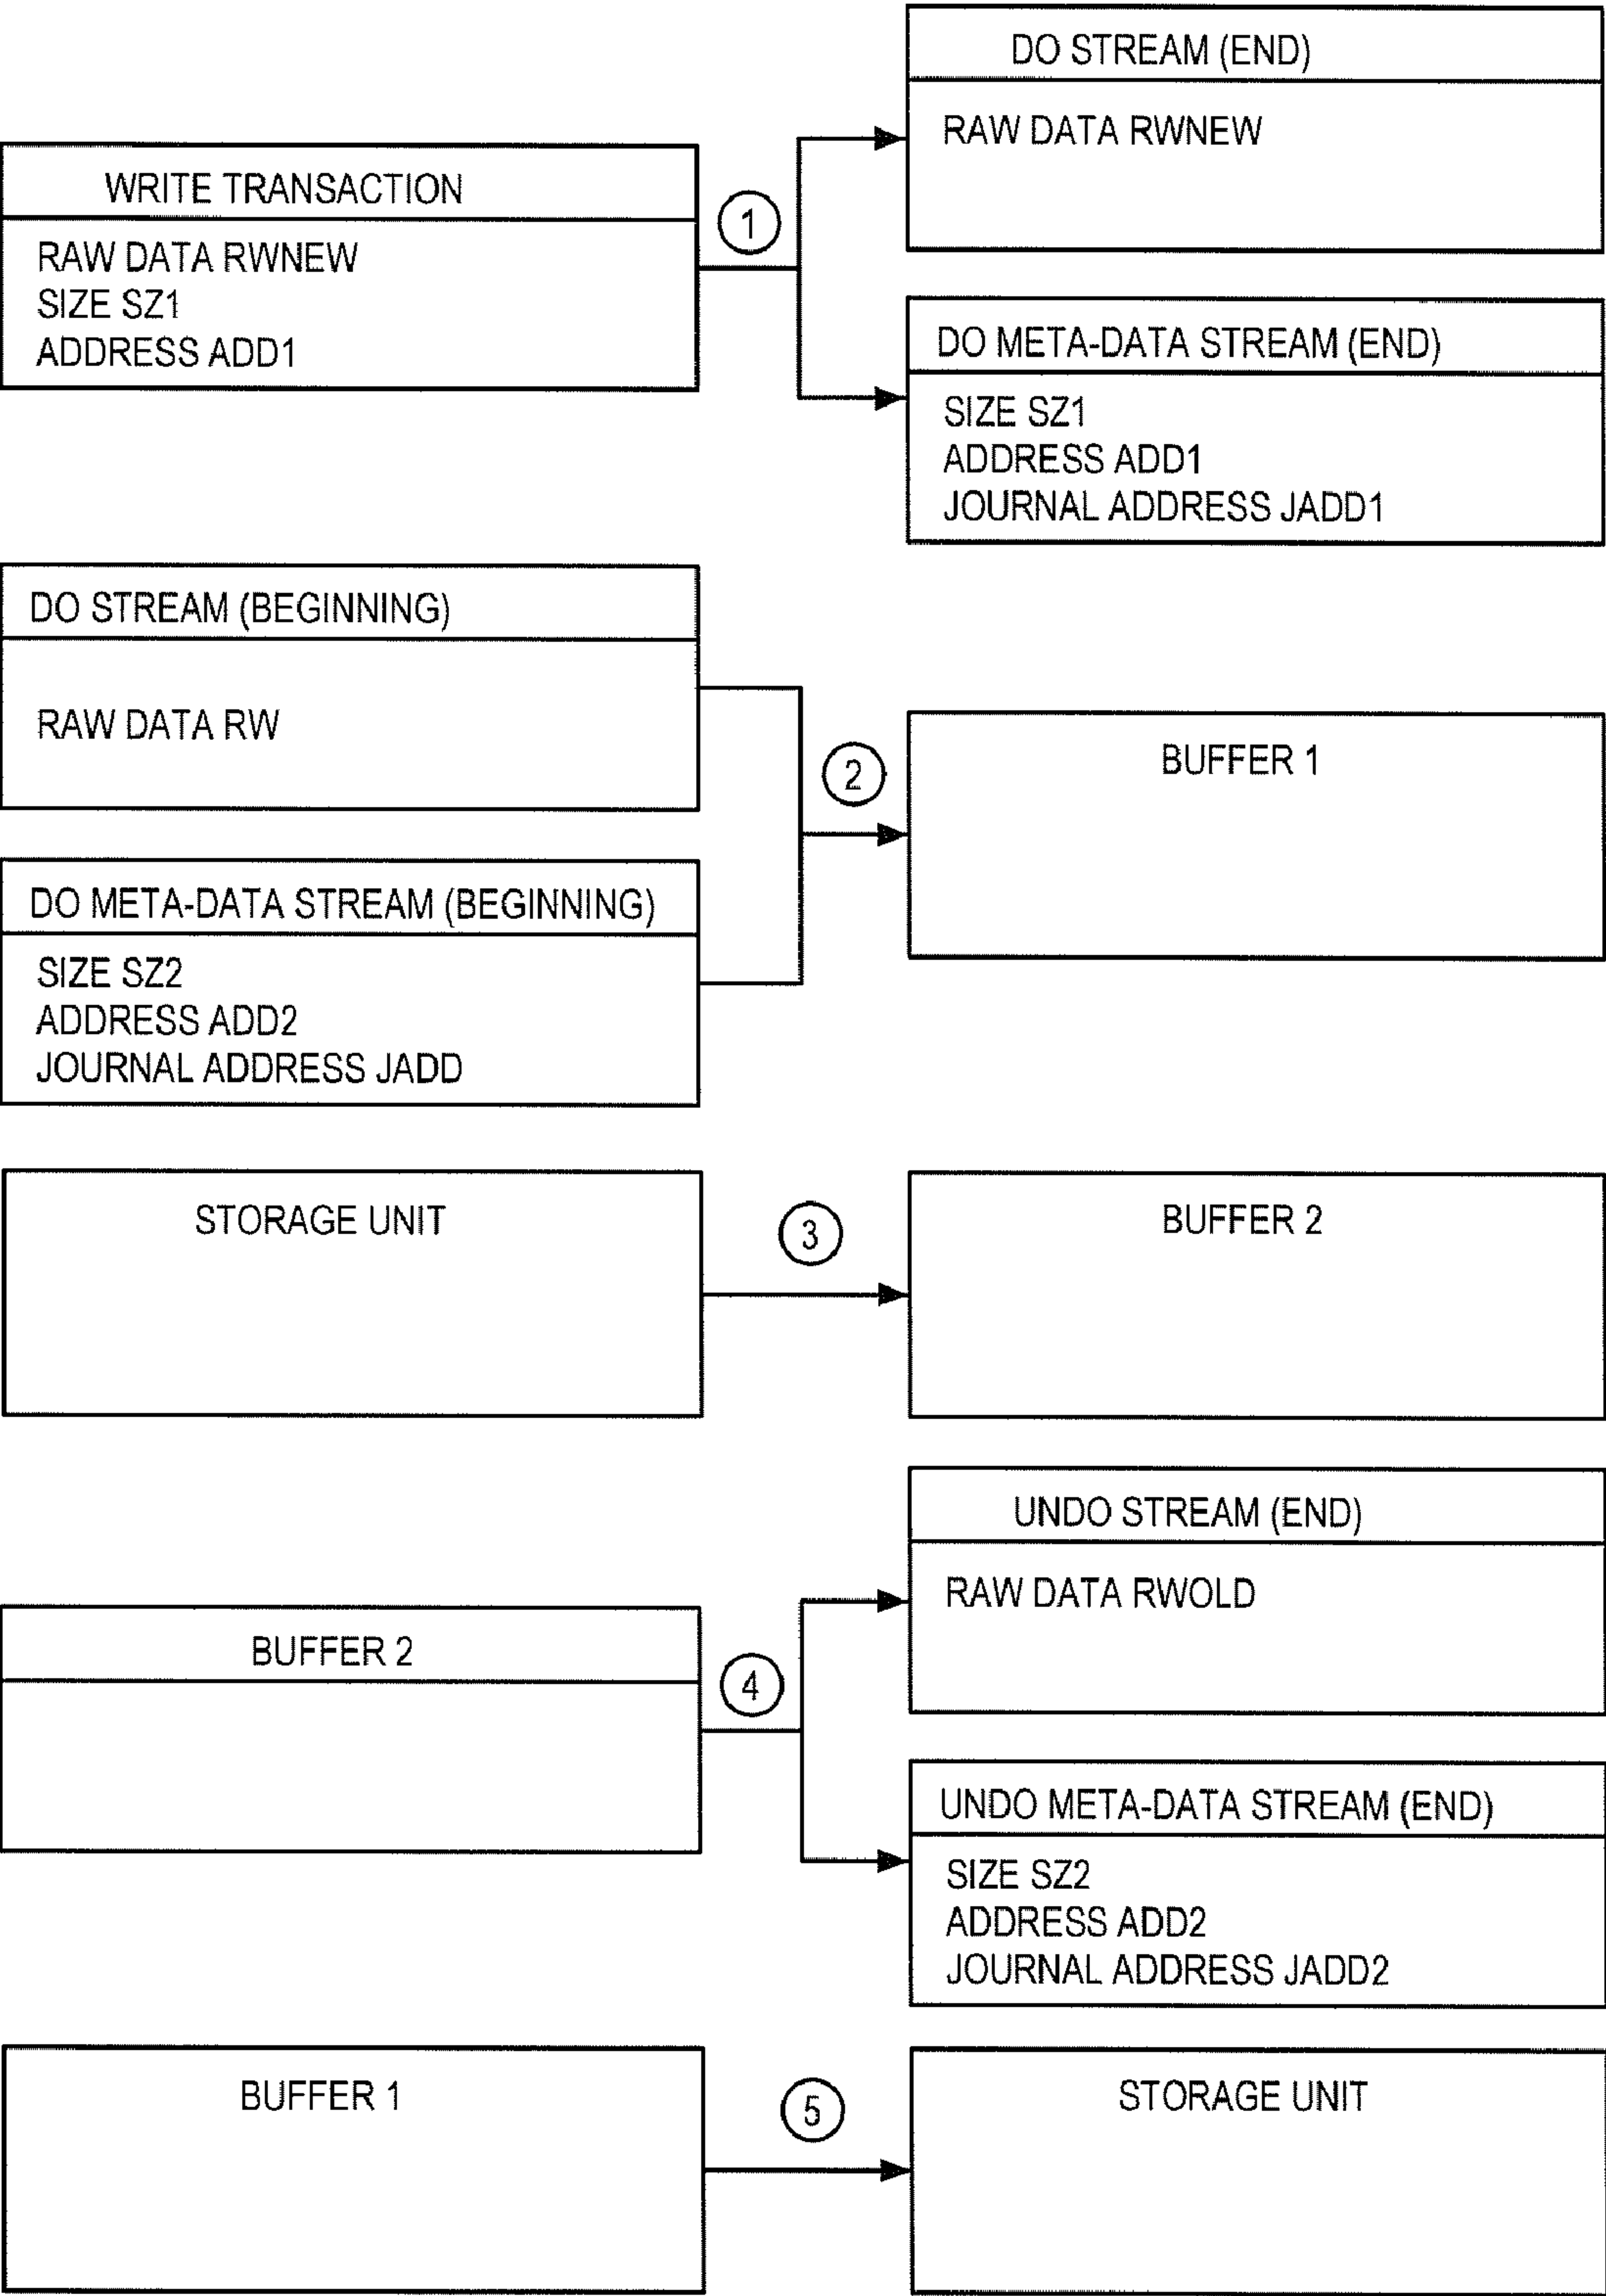 DO STREAM (END)
RAW DATA RWNEW
WRITE TRANSACTION
RAW DATA RWNEW
SIZE SZ1
ADDRESS ADD1
1
DO META-DATA STREAM (END)
SIZE SZ1
ADDRESS ADD1
JOURNAL ADDRESS JADD1
DO STREAM (BEGINNING)
RAW DATA RW
DO META-DATA STREAM (BEGINNING)
SIZE SZ2
ADDRESS ADD2
JOURNAL ADDRESS JADD
2
BUFFER 1
STORAGE UNIT
3
BUFFER 2
BUFFER 2
4
UNDO STREAM (END)
RAW DATA RWOLD
UNDO META-DATA STREAM (END)
SIZE SZ2
ADDRESS ADD2
JOURNAL ADDRESS JADD2
BUFFER 1
5
STORAGE UNIT